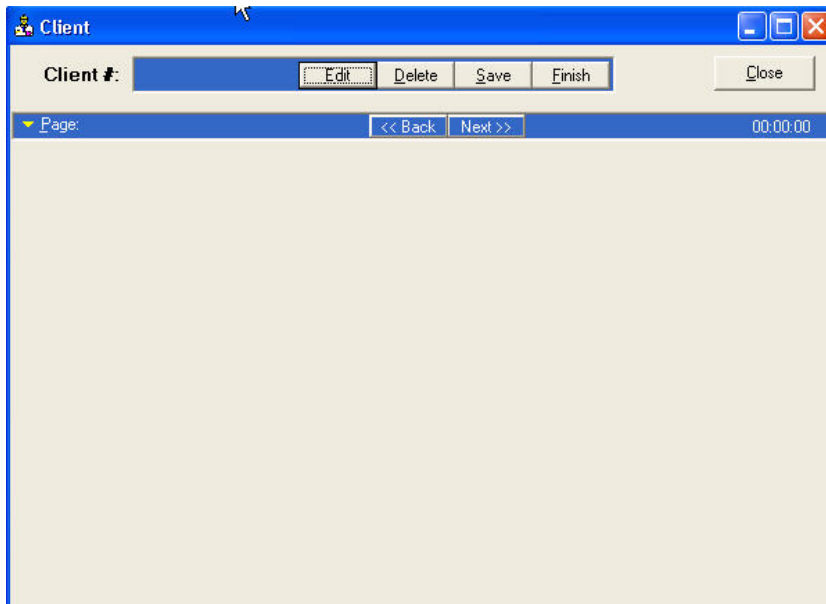 Client
Client #: Edit Delete Save Finish Close
Page: << Back Next >> 00:00:00